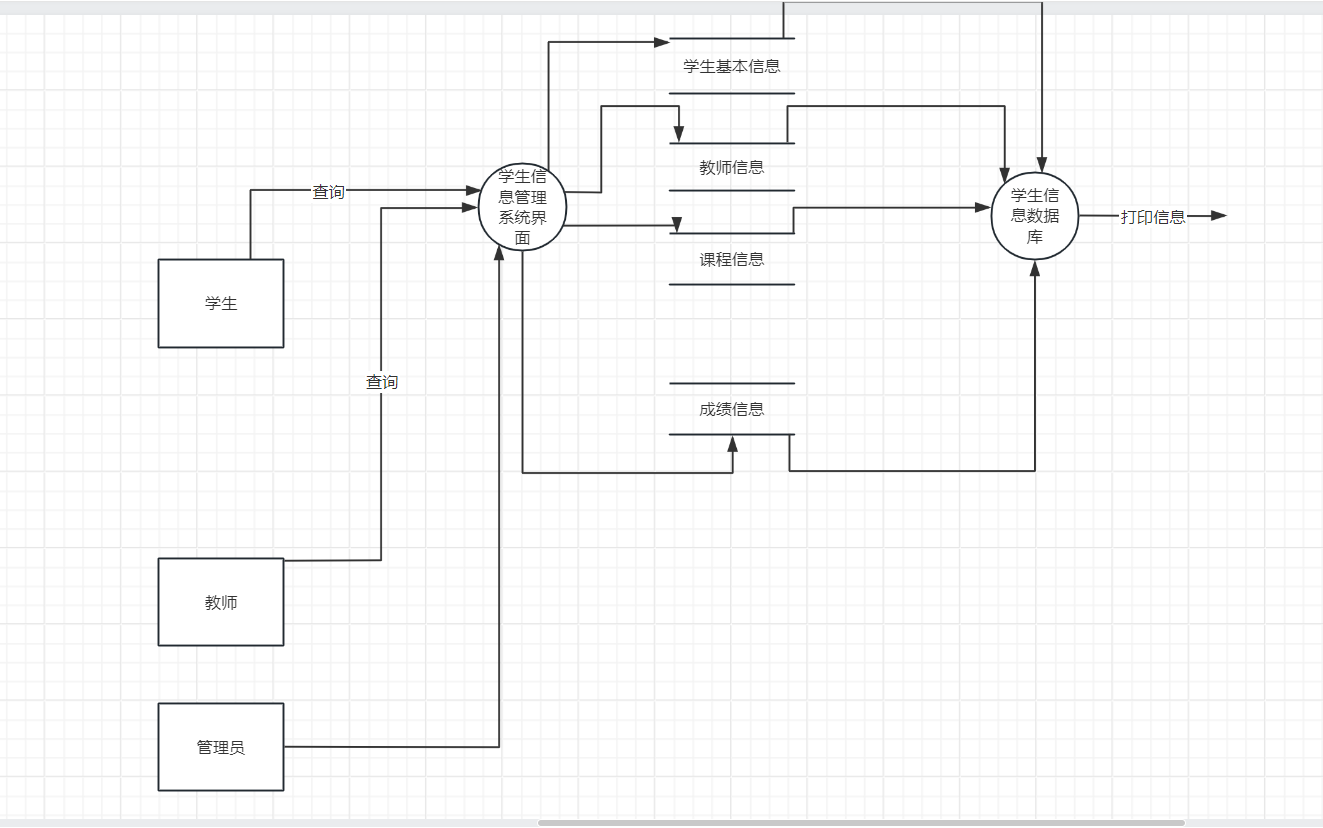 学生基本信息
教师信息
学生信
息管理
系统界
面
查询
学生信
息数据
库
打印信息
课程信息
学生
查询
成绩信息
教师
管理员